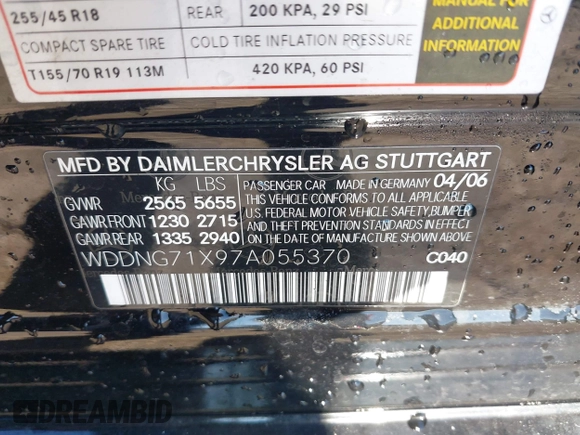 255/45 R18 REAR 200 KPA, 29 PSI
MANUAL FOR
ADDITIONAL
INFORMATION
COMPACT SPARE TIRE COLD TIRE INFLATION PRESSURE
T155/70 R19 113M 420 KPA, 60 PSI
MFD BY DAIMLERCHRYSLER AG STUTTGART
KG LBS PASSENGER CAR MADE IN GERMANY 04/06
GVWR 2565 5655 THIS VEHICLE CONFORMS TO ALL APPLICABLE
GAWR FRONT 1230 2715 U.S. FEDERAL MOTOR VEHICLE SAFETY, BUMPER
GAWR REAR 1335 2940 AND THEFT PREVENTION STANDARDS IN EFFECT ON
THE DATE OF MANUFACTURE SHOWN ABOVE
WDDNG71X97A055370 C040
DREAMBID